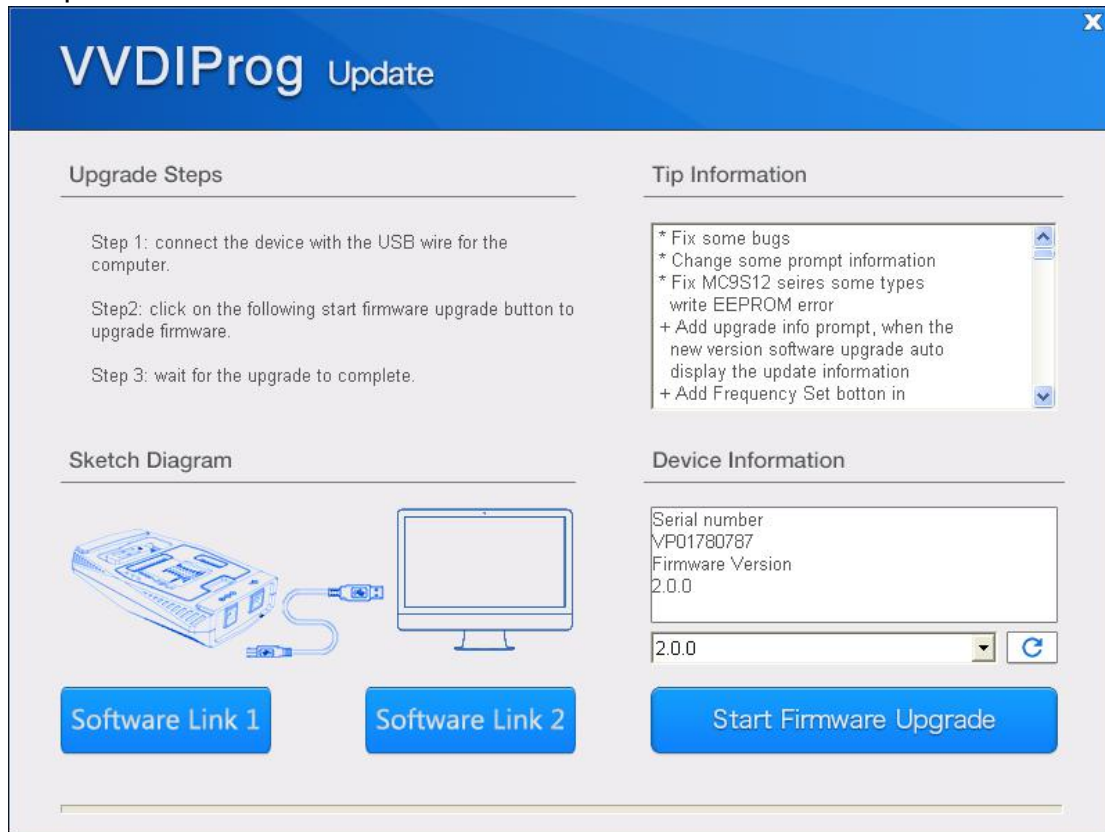 X
VVDIProg Update
Upgrade Steps
Step 1: connect the device with the USB wire for the
computer.
Step2: click on the following start firmware upgrade button to
upgrade firmware.
Step 3: wait for the upgrade to complete.
Tip Information
* Fix some bugs
* Change some prompt information
* Fix MC9S12 seires some types
write EEPROM error
+ Add upgrade info prompt, when the
new version software upgrade auto
display the update information
+ Add Frequency Set botton in
Sketch Diagram
Software Link 1
Software Link 2
Device Information
Serial number
VP01780787
Firmware Version
2.0.0
2.0.0
Start Firmware Upgrade